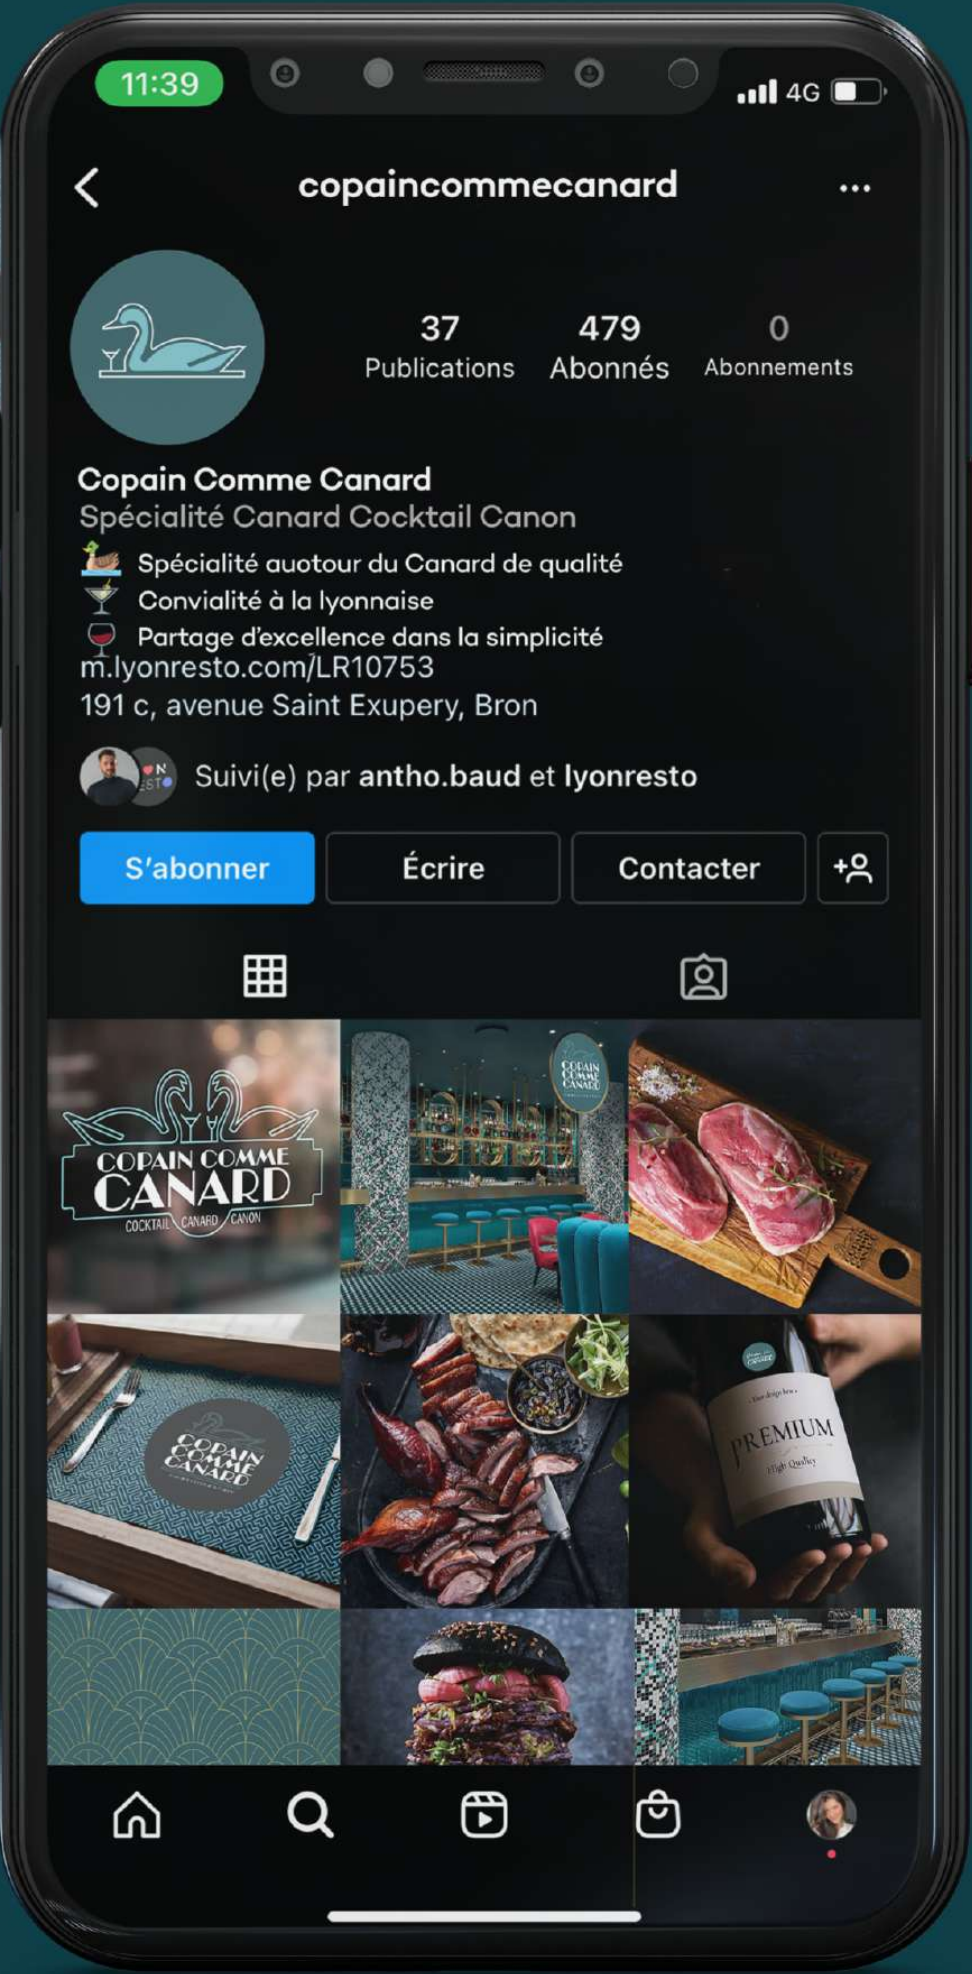 11:39
4G
copaincommecanard
37
479
0
Publications
Abonnés
Abonnements
Copain Comme Canard
Spécialité Canard Cocktail Canon
Spécialité auotour du Canard de qualité
Convialité à la lyonnaise
Partage d'excellence dans la simplicité
m.lyonresto.com/LR10753
191 c, avenue Saint Exupery, Bron
Suivi(e) par antho.baud et lyonresto
S'abonner
Écrire
Contacter
COPAIN COMME
CANARD
COCKTAIL CANARD CANON
COPAIN
COMME
CANARD
COPAIN
COMME
CANARD
PREMIUM
High Quality